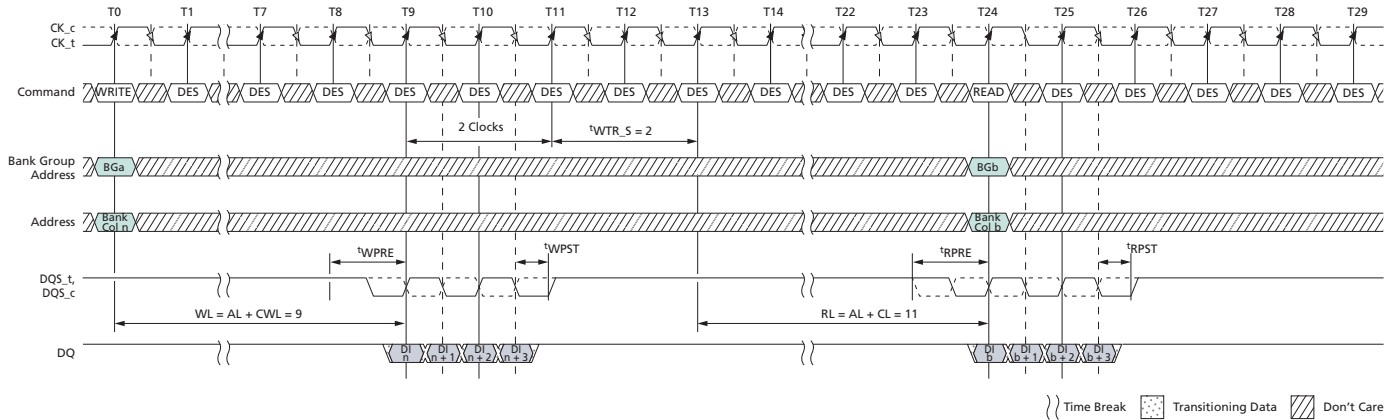 T0 T1 T7 T8 T9 T10 T11 T12 T13 T14 T22 T23 T24 T25 T26 T27 T28 T29
CK_c
CK_t
Command WRITE DES DES DES DES DES DES DES DES DES DES DES READ DES DES DES DES DES
2 Clocks tWTR_S = 2
Bank Group
Address
BGa BGb
Address
Bank
Col n
Bank
Col b
tWPRE tWPST tRPRE tRPST
DQS_t,
DQS_c
WL = AL + CWL = 9 RL = AL + CL = 11
DQ
DI
n
DI
n + 1
DI
n + 2
DI
n + 3
DI
b
DI
b + 1
DI
b + 2
DI
b + 3
Time Break Transitioning Data Don't Care